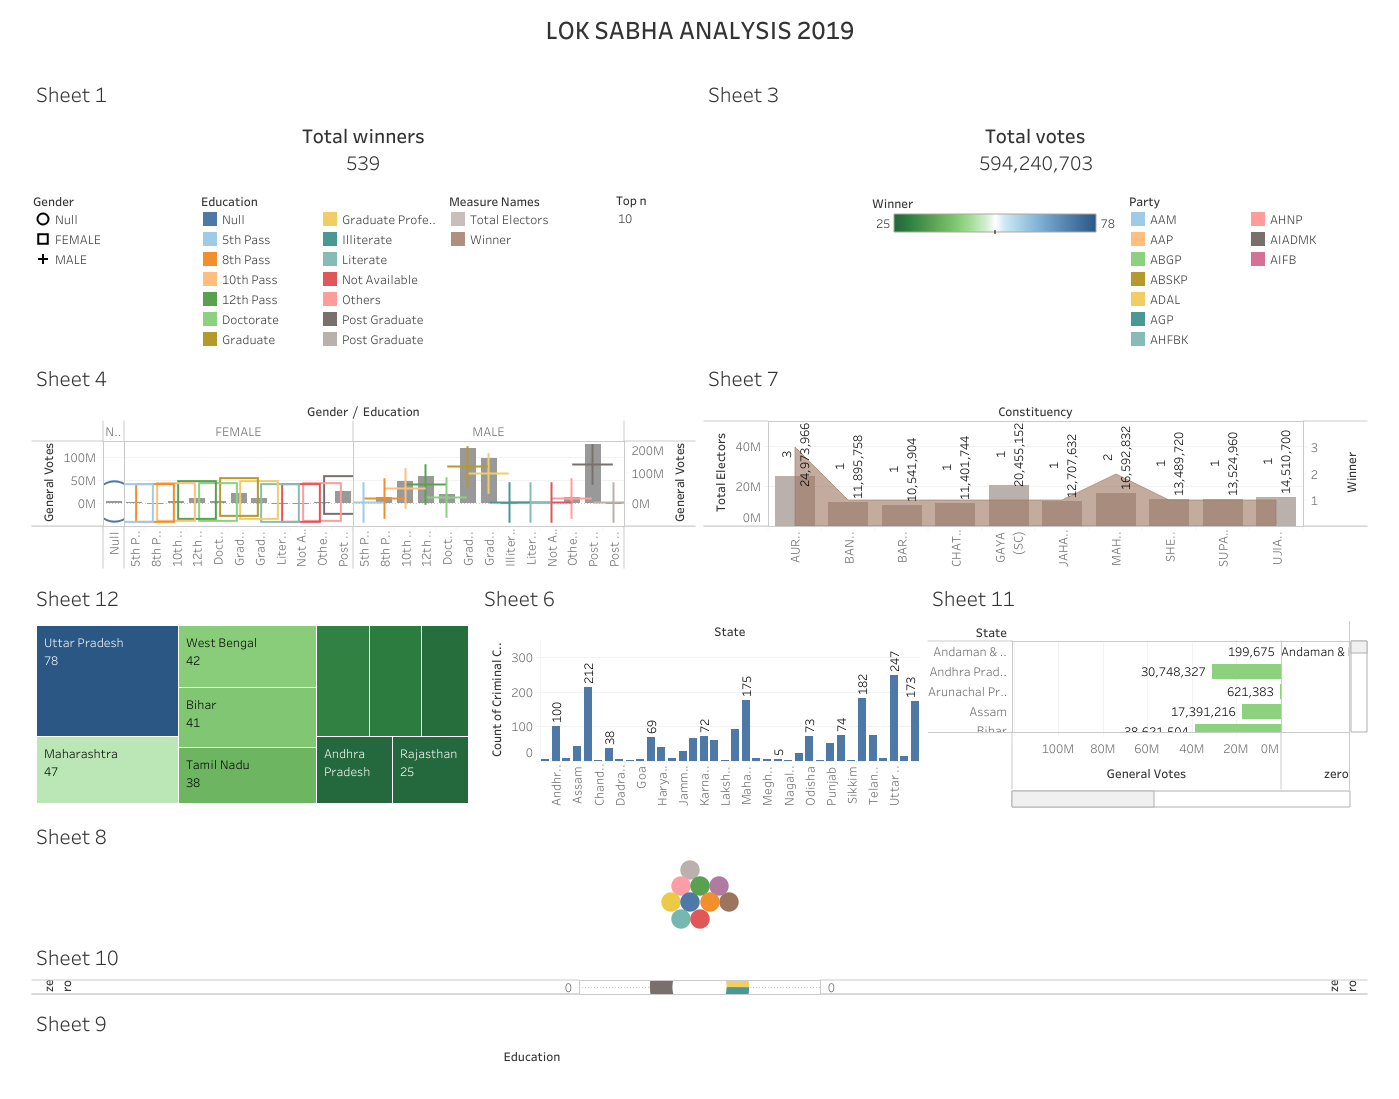 LOK SABHA ANALYSIS 2019
Sheet 1
Sheet 3
Total winners
539
Total votes
594,240,703
Gender
Null
FEMALE
MALE
Education
Null
5th Pass
8th Pass
10th Pass
12th Pass
Doctorate
Graduate
Graduate Profe..
Illiterate
Literate
Not Available
Others
Post Graduate
Post Graduate
Measure Names
Total Electors
Winner
Top n
10
Winner
25
78
Party
AAM
AAP
ABGP
ABSKP
ADAL
AGP
AHFBK
AHNP
AIADMK
AIFB
Sheet 4
Gender / Education
N..
FEMALE
MALE
General Votes
100M
50M
0M
200M
100M
0M
General Votes
Null
5th P..
8th P..
10th ..
12th ..
Doct..
Grad..
Grad..
Liter..
Not A..
Othe..
Post ..
5th P..
8th P..
10th ..
12th ..
Doct..
Grad..
Grad..
Illiter..
Liter..
Not A..
Othe..
Post ..
Post ..
Sheet 7
Constituency
Total Electors
40M
20M
0M
3
24,973,966
1
11,895,758
1
10,541,904
1
11,401,744
1
20,455,152
1
12,707,632
2
16,592,832
1
13,489,720
1
13,524,960
1
14,510,700
3
2
1
Winner
AUR..
BAN..
BAR..
CHAT..
GAYA
(SC)
JAHA..
MAH..
SHE..
SUPA..
UJIA..
Sheet 12
Uttar Pradesh
78
Maharashtra
47
West Bengal
42
Bihar
41
Tamil Nadu
38
Andhra
Pradesh
Rajasthan
25
Sheet 6
State
Count of Criminal C..
300
200
100
0
100
212
38
69
72
175
5
73
74
182
247
173
Andhr..
Assam
Chand..
Dadra..
Goa
Harya..
Jamm..
Karna..
Laksh..
Maha..
Megh..
Nagal..
Odisha
Punjab
Sikkim
Telan..
Uttar..
Sheet 11
State
Andaman & ..
199,675
Andaman &
Andhra Prad..
30,748,327
Arunachal Pr..
621,383
Assam
17,391,216
Bihar
38,621,504
100M
80M
60M
40M
20M
0M
General Votes
zero
Sheet 8
Sheet 10
ze
ro
0
0
ze
ro
Sheet 9
Education